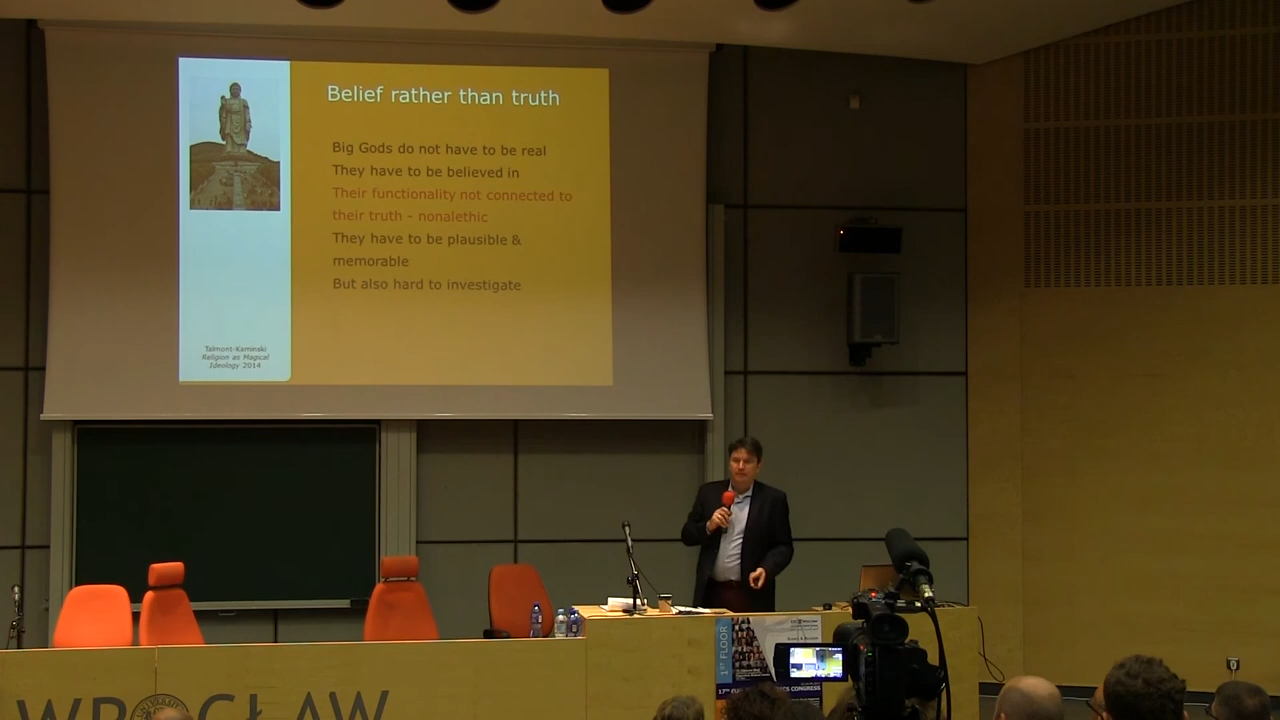 Belief rather than truth
Big Gods do not have to be real
They have to be believed in
Their functionality not connected to
their truth - nonalethic
They have to be plausible &
memorable
But also hard to investigate
Talmont-Kaminski
Religion as Magical
Ideology 2014
1ST FLOOR
WROCŁAW